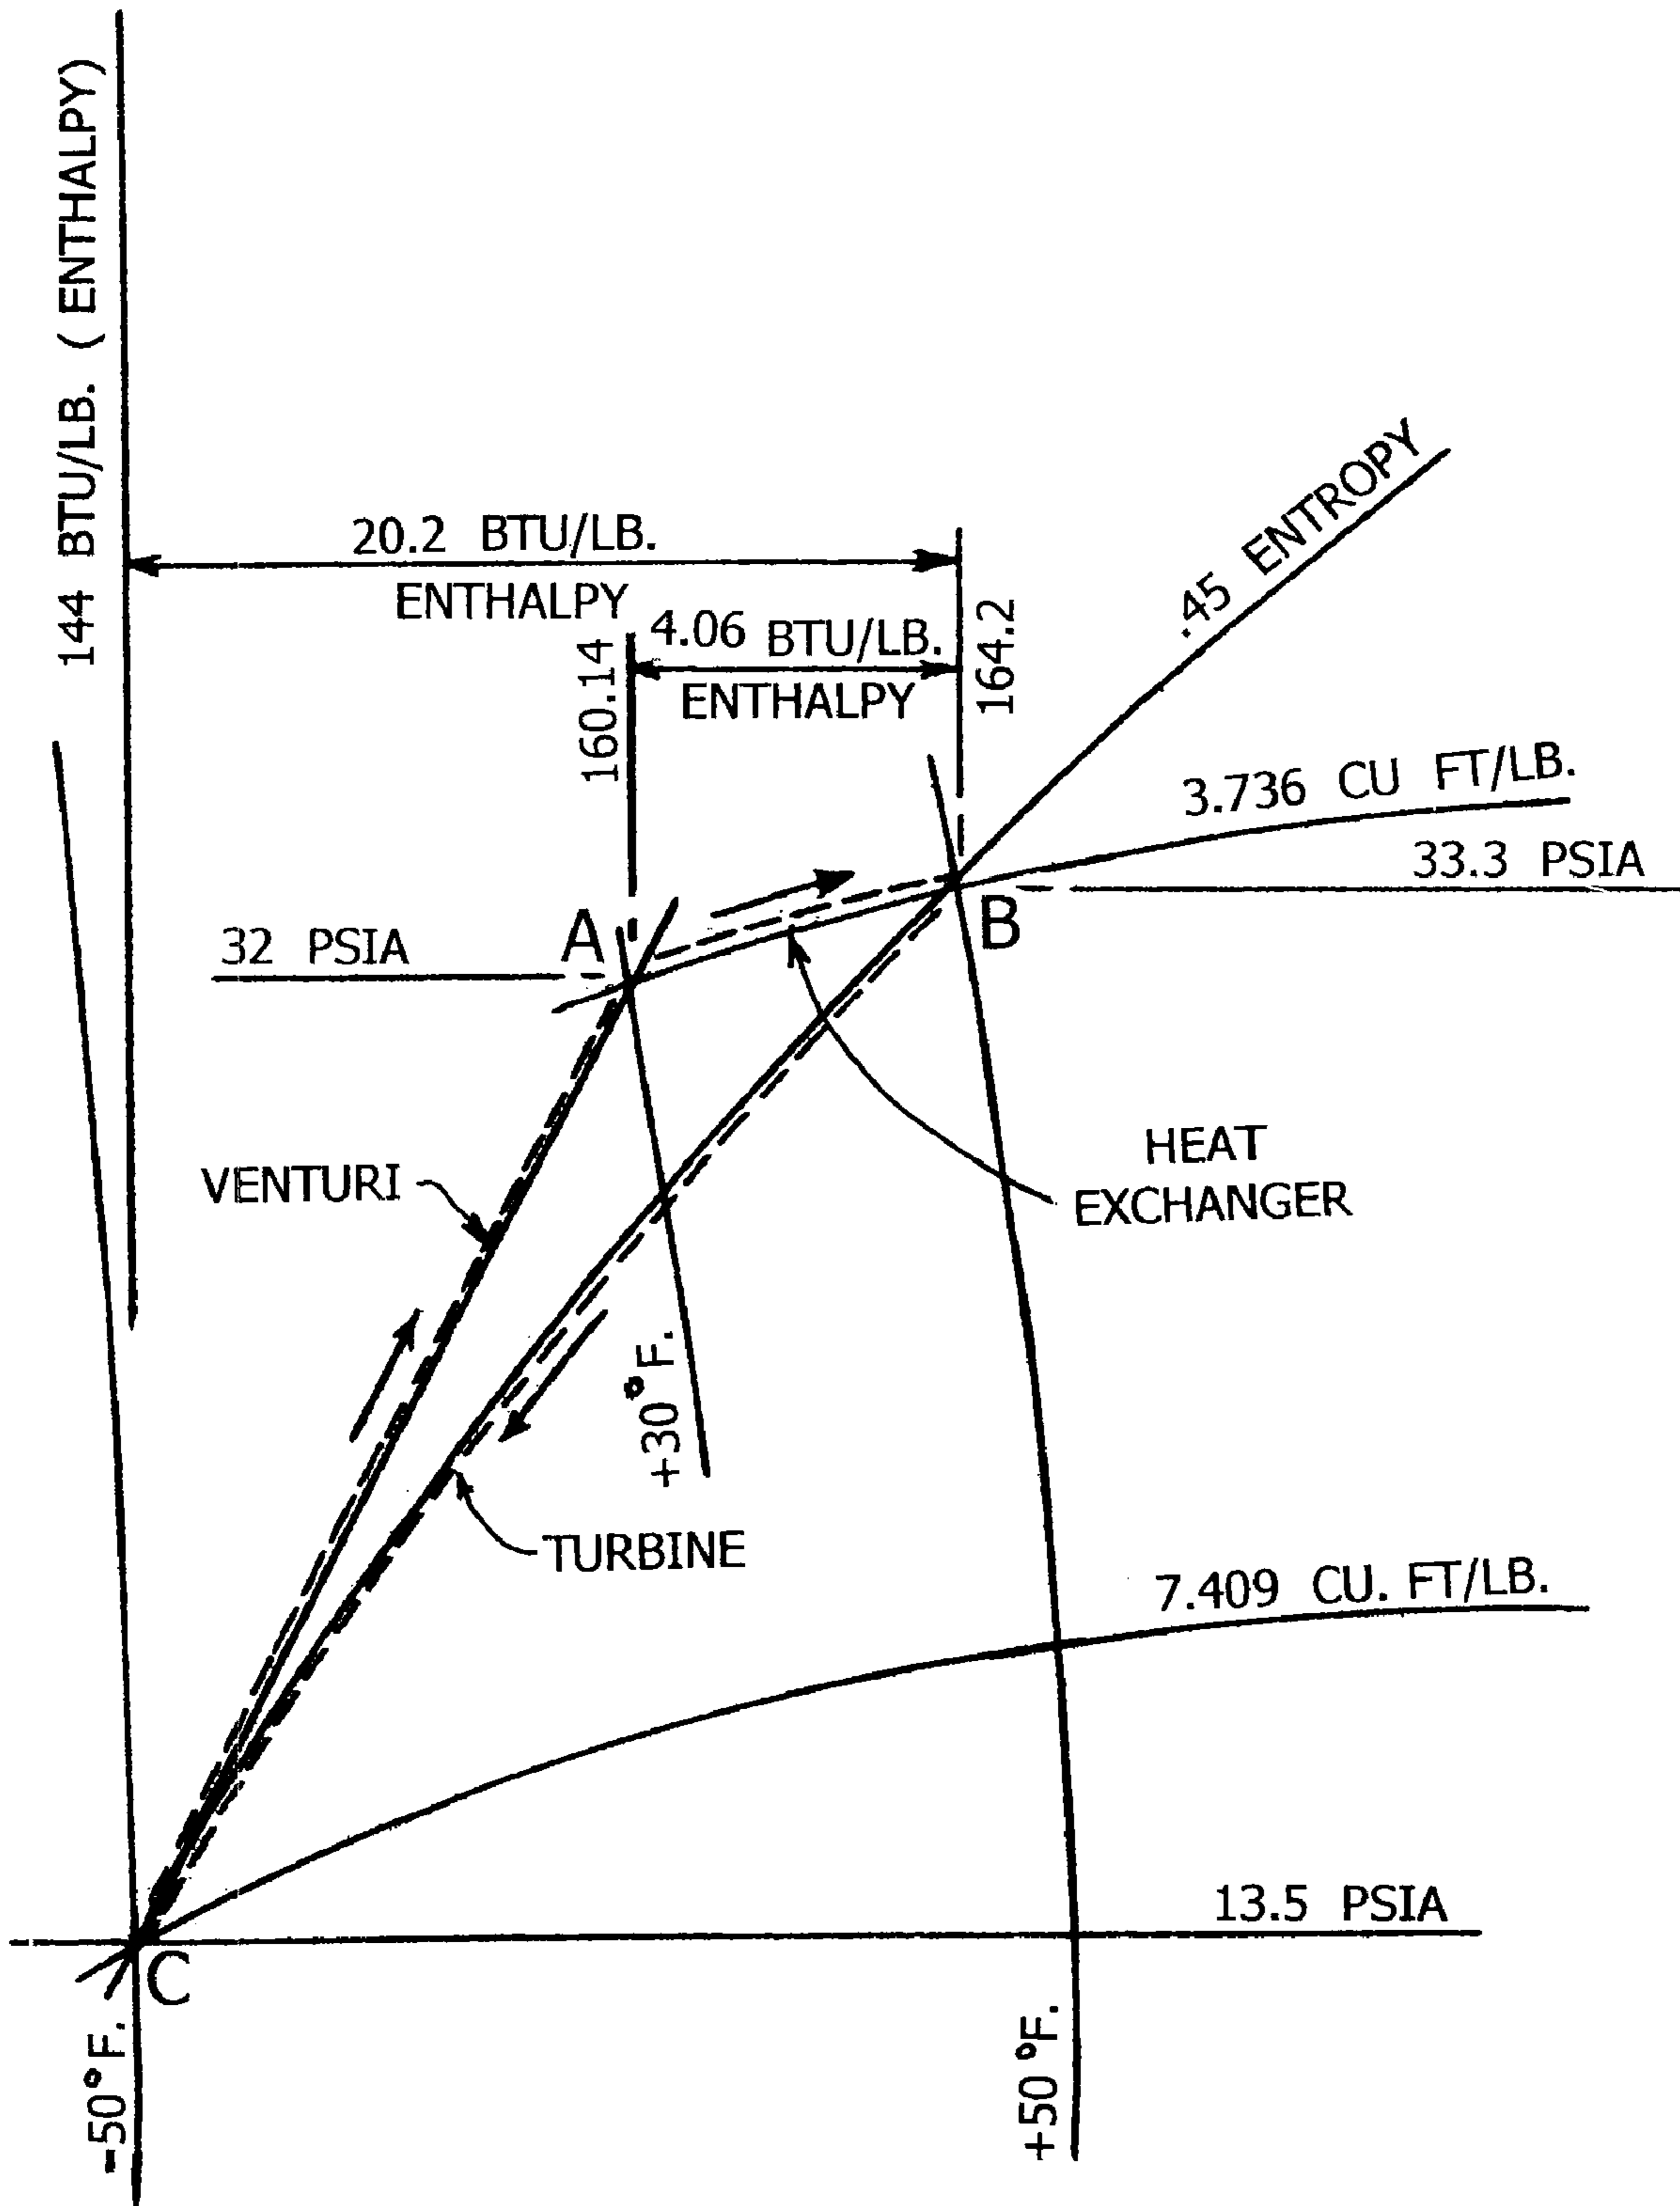 144 BTU/LB. ( ENTHALPY)
20.2 BTU/LB.
ENTHALPY
4.06 BTU/LB.
ENTHALPY
160.14
164.2
.45 ENTROPY
3.736 CU FT/LB.
33.3 PSIA
32 PSIA
A
B
VENTURI
HEAT
EXCHANGER
+30°F.
TURBINE
7.409 CU. FT/LB.
13.5 PSIA
C
-50°F.
+50°F.